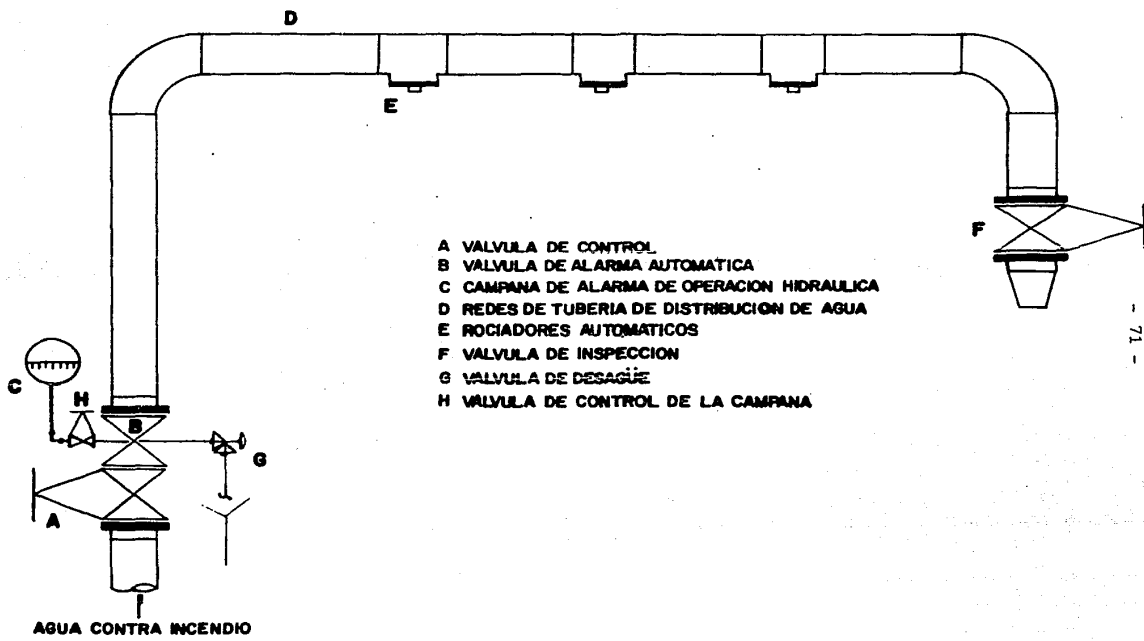 D
E
A VALVULA DE CONTROL
B VALVULA DE ALARMA AUTOMATICA
C CAMPANA DE ALARMA DE OPERACION HIDRAULICA
D REDES DE TUBERIA DE DISTRIBUCION DE AGUA
E ROCIADORES AUTOMATICOS
F VALVULA DE INSPECCION
G VALVULA DE DESAGÜE
H VALVULA DE CONTROL DE LA CAMPANA
F
- 71 -
C
H
B
G
A
AGUA CONTRA INCENDIO